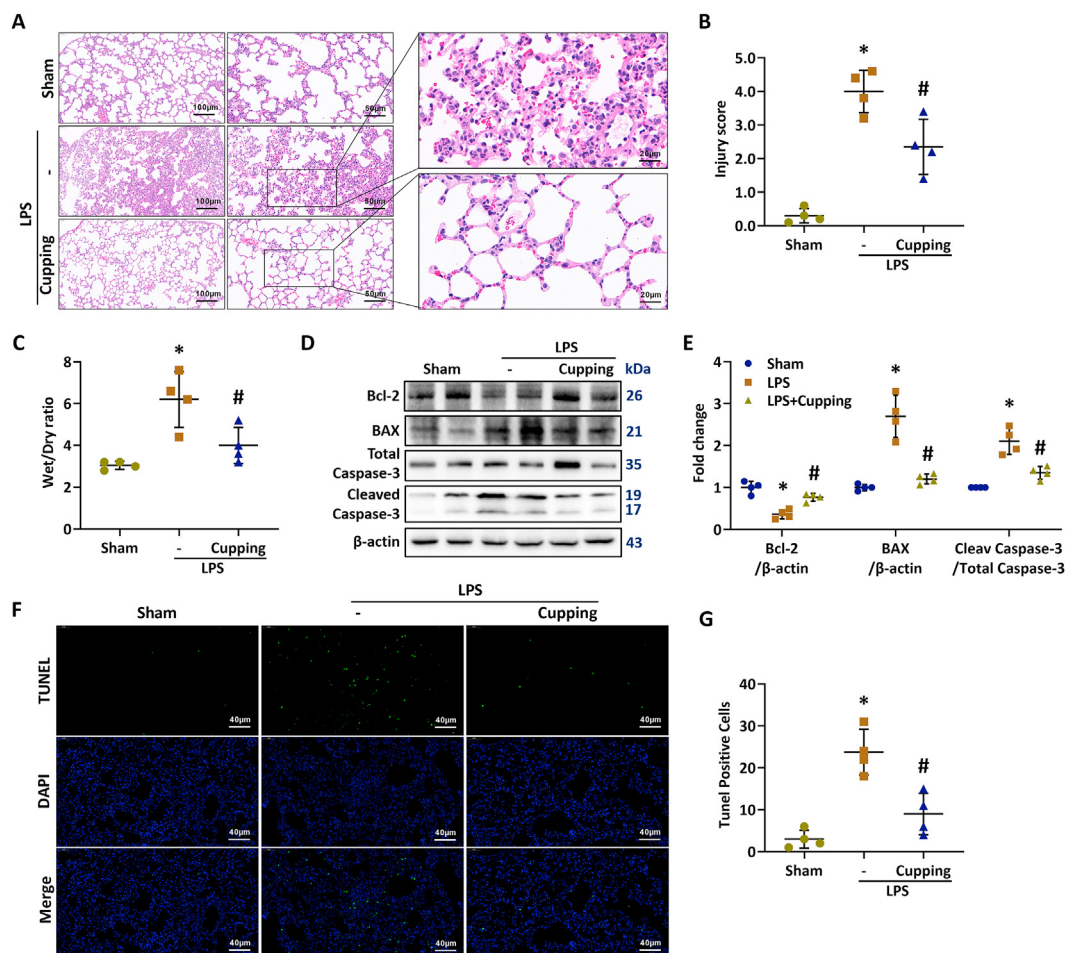 A
Sham
LPS
-
Cupping
100µm
50µm
100µm
50µm
100µm
50µm
20µm
20µm
B
Injury score
5.0
4.0
3.0
2.0
1.0
0.0
*
#
Sham
-
Cupping
LPS
C
Wet/Dry ratio
8
6
4
2
0
*
#
Sham
-
Cupping
LPS
D
LPS
Sham
-
Cupping
kDa
Bcl-2
26
BAX
21
Total
Caspase-3
35
Cleaved
Caspase-3
19
17
β-actin
43
E
Sham
LPS
LPS+Cupping
Fold change
4
3
2
1
0
*
#
*
#
*
#
Bcl-2
/β-actin
BAX
/β-actin
Cleav Caspase-3
/Total Caspase-3
F
LPS
Sham
-
Cupping
TUNEL
40µm
40µm
40µm
DAPI
40µm
40µm
40µm
Merge
40µm
40µm
40µm
G
Tunel Positive Cells
40
30
20
10
0
*
#
Sham
-
Cupping
LPS